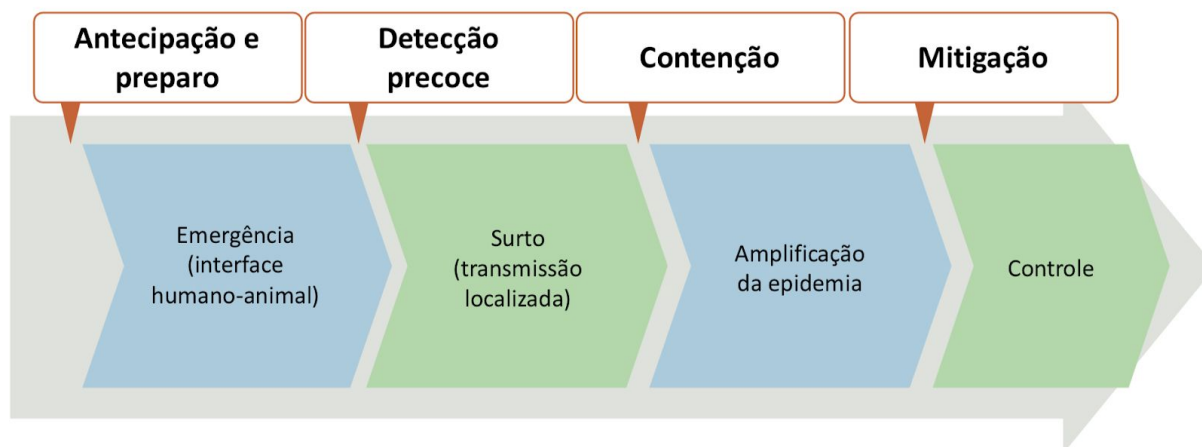 Antecipação e
preparo
Detecção
precoce
Contenção
Mitigação
Emergência
(interface
humano-animal)
Surto
(transmissão
localizada)
Amplificação
da epidemia
Controle